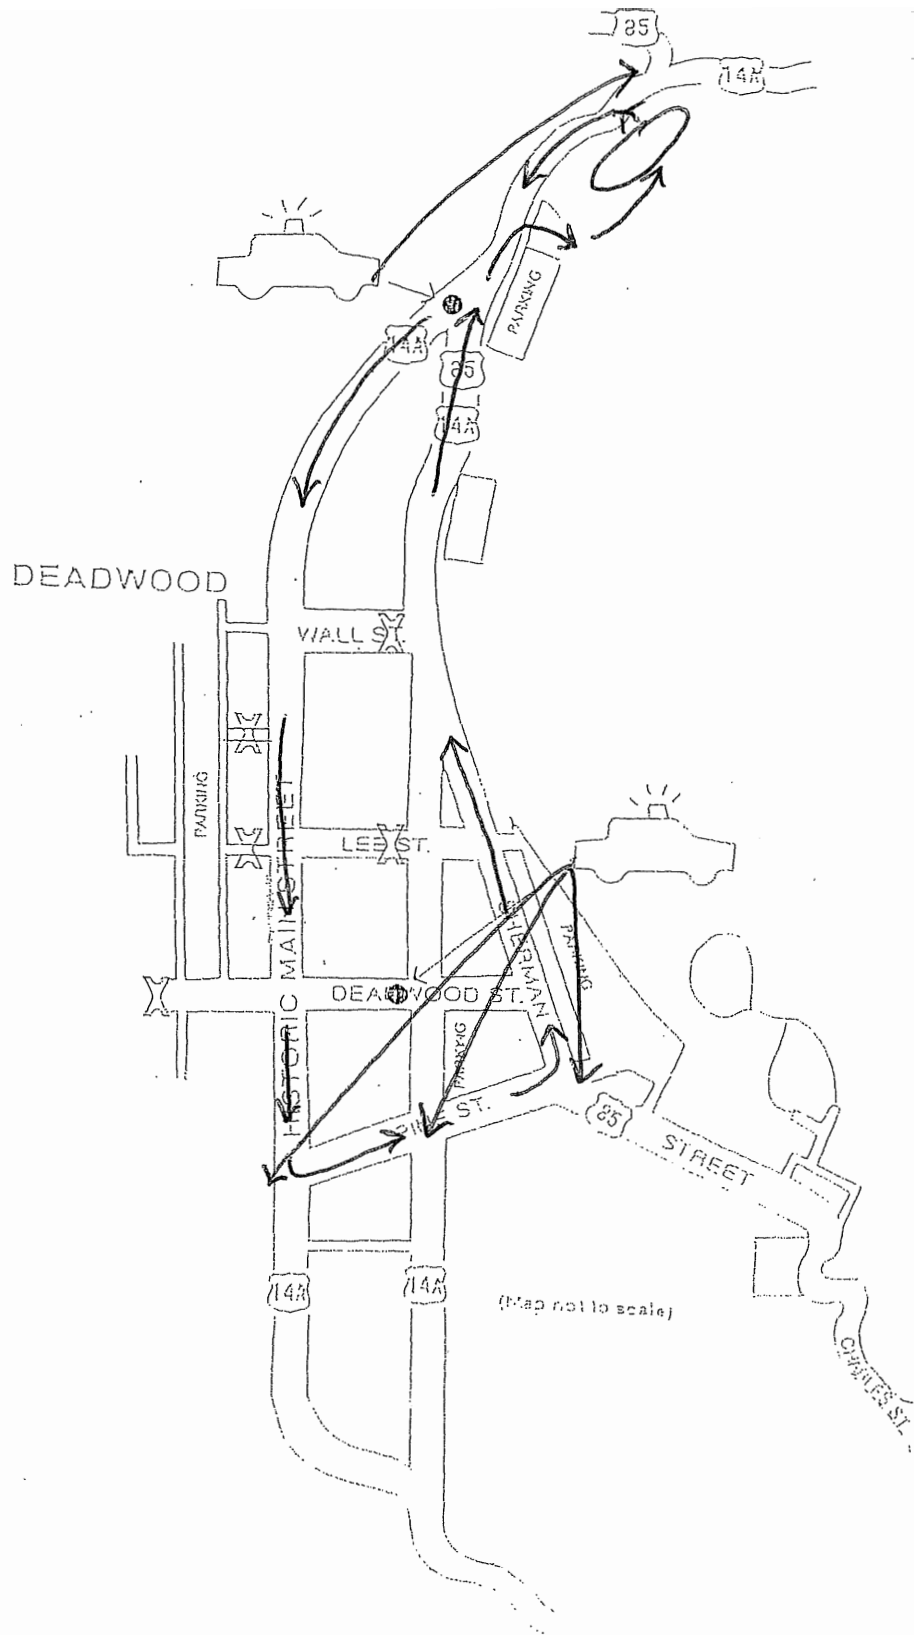 85
14A
PARKING
14A
85
14A
DEADWOOD
WALL ST.
PARKING
LEE ST.
HISTORIC MAIN STREET
SHERMAN
PARKING
DEADWOOD ST.
PARKING
PINE ST.
85
STREET
14A
14A
(Map not to scale)
CHARLES ST.